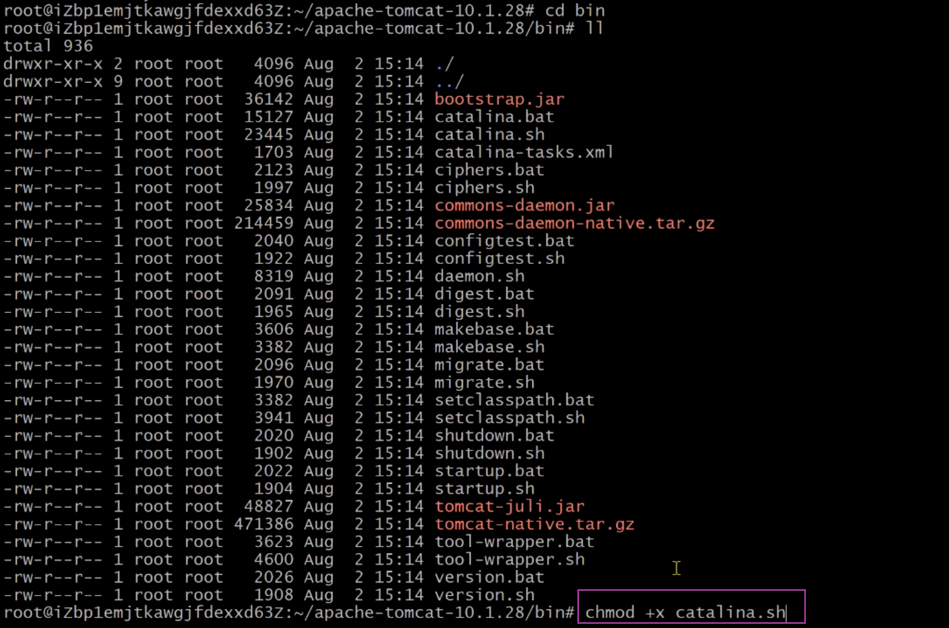 root@iZbp1emjtkawgjfdexxd63Z:~/apache-tomcat-10.1.28# cd bin
root@iZbp1emjtkawgjfdexxd63Z:~/apache-tomcat-10.1.28/bin# ll
total 936
drwxr-xr-x 2 root root   4096 Aug  2 15:14 ./
drwxr-xr-x 9 root root   4096 Aug  2 15:14 ../
-rw-r--r-- 1 root root  36142 Aug  2 15:14 bootstrap.jar
-rw-r--r-- 1 root root  15127 Aug  2 15:14 catalina.bat
-rw-r--r-- 1 root root  23445 Aug  2 15:14 catalina.sh
-rw-r--r-- 1 root root   1703 Aug  2 15:14 catalina-tasks.xml
-rw-r--r-- 1 root root   2123 Aug  2 15:14 ciphers.bat
-rw-r--r-- 1 root root   1997 Aug  2 15:14 ciphers.sh
-rw-r--r-- 1 root root  25834 Aug  2 15:14 commons-daemon.jar
-rw-r--r-- 1 root root 214459 Aug  2 15:14 commons-daemon-native.tar.gz
-rw-r--r-- 1 root root   2040 Aug  2 15:14 configtest.bat
-rw-r--r-- 1 root root   1922 Aug  2 15:14 configtest.sh
-rw-r--r-- 1 root root   8319 Aug  2 15:14 daemon.sh
-rw-r--r-- 1 root root   2091 Aug  2 15:14 digest.bat
-rw-r--r-- 1 root root   1965 Aug  2 15:14 digest.sh
-rw-r--r-- 1 root root   3606 Aug  2 15:14 makebase.bat
-rw-r--r-- 1 root root   3382 Aug  2 15:14 makebase.sh
-rw-r--r-- 1 root root   2096 Aug  2 15:14 migrate.bat
-rw-r--r-- 1 root root   1970 Aug  2 15:14 migrate.sh
-rw-r--r-- 1 root root   3382 Aug  2 15:14 setclasspath.bat
-rw-r--r-- 1 root root   3941 Aug  2 15:14 setclasspath.sh
-rw-r--r-- 1 root root   2020 Aug  2 15:14 shutdown.bat
-rw-r--r-- 1 root root   1902 Aug  2 15:14 shutdown.sh
-rw-r--r-- 1 root root   2022 Aug  2 15:14 startup.bat
-rw-r--r-- 1 root root   1904 Aug  2 15:14 startup.sh
-rw-r--r-- 1 root root  48827 Aug  2 15:14 tomcat-juli.jar
-rw-r--r-- 1 root root 471386 Aug  2 15:14 tomcat-native.tar.gz
-rw-r--r-- 1 root root   3623 Aug  2 15:14 tool-wrapper.bat
-rw-r--r-- 1 root root   4600 Aug  2 15:14 tool-wrapper.sh
-rw-r--r-- 1 root root   2026 Aug  2 15:14 version.bat
-rw-r--r-- 1 root root   1908 Aug  2 15:14 version.sh
root@iZbp1emjtkawgjfdexxd63Z:~/apache-tomcat-10.1.28/bin# chmod +x catalina.sh